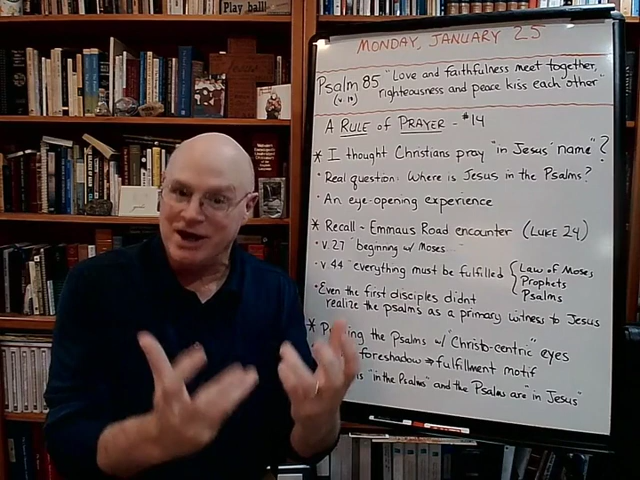 Play ball!
MONDAY, JANUARY 25
Psalm 85 "Love and faithfulness meet together,
(v. 10) righteousness and peace kiss each other"
A RULE OF PRAYER - #14
* I thought Christians pray "in Jesus' name"?
• Real question: Where is Jesus in the Psalms?
• An eye-opening experience
* Recall - Emmaus Road encounter (LUKE 24)
• v. 27 "beginning w/ Moses"
• v 44 "everything must be fulfilled { Law of Moses,
Prophets
Psalms
• Even the first disciples didnt
realize the psalms as a primary witness to Jesus
* the Psalms w/ "Christo-centric" eyes
foreshadow ⇒ fulfillment motif
"in the Psalms" and the Psalms are "in Jesus"